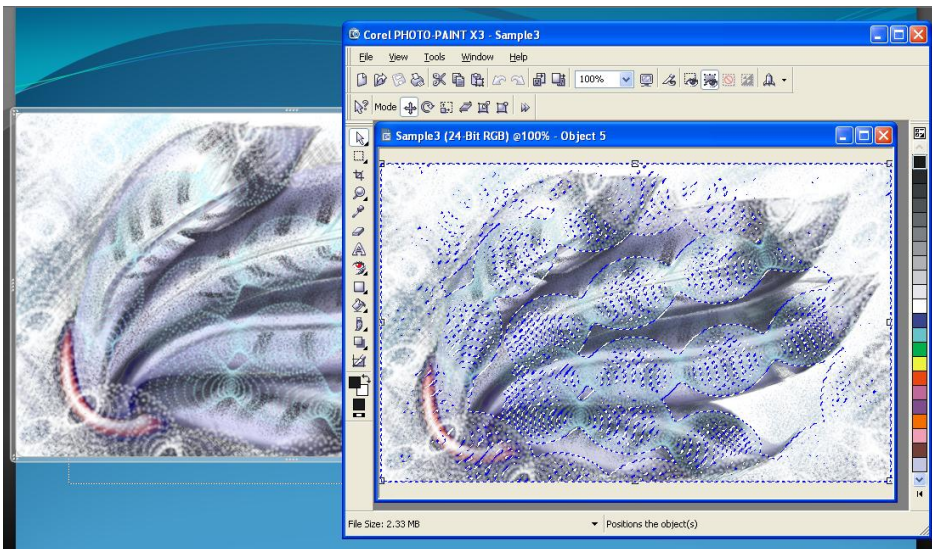 Corel PHOTO-PAINT X3 - Sample3
File View Tools Window Help
100%
Mode
Sample3 (24-Bit RGB) @100% - Object 5
File Size: 2.33 MB
Positions the object(s)